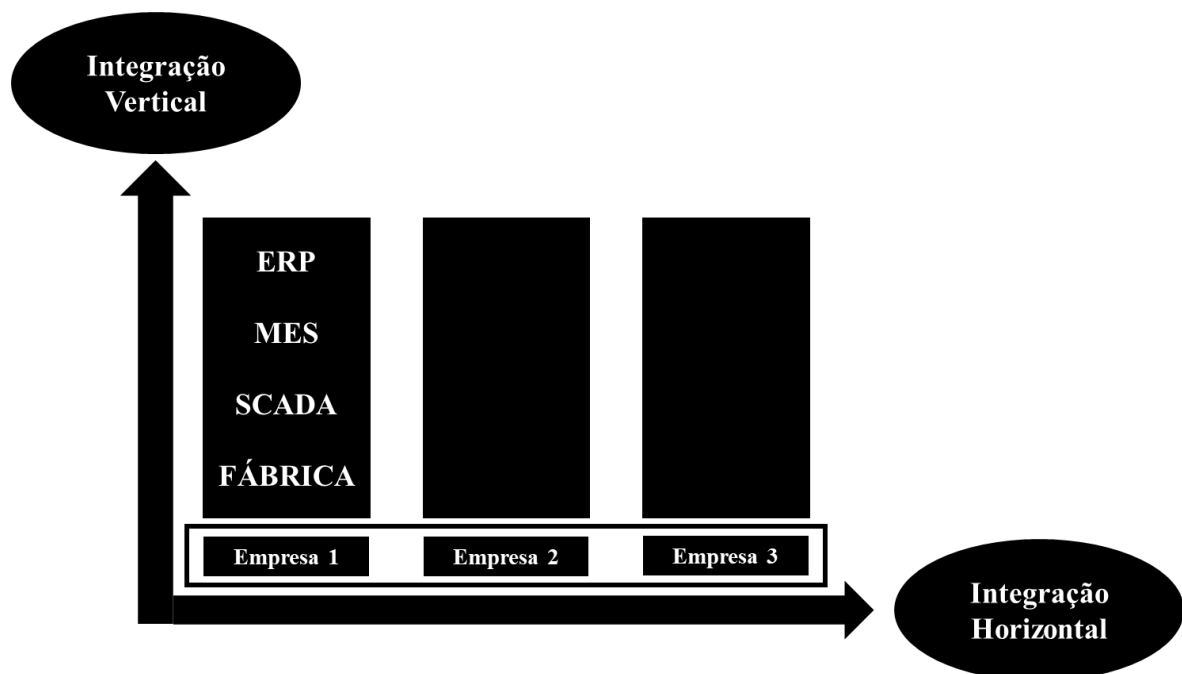 Integração
Vertical
ERP
MES
SCADA
FÁBRICA
Empresa 1
Empresa 2
Empresa 3
Integração
Horizontal